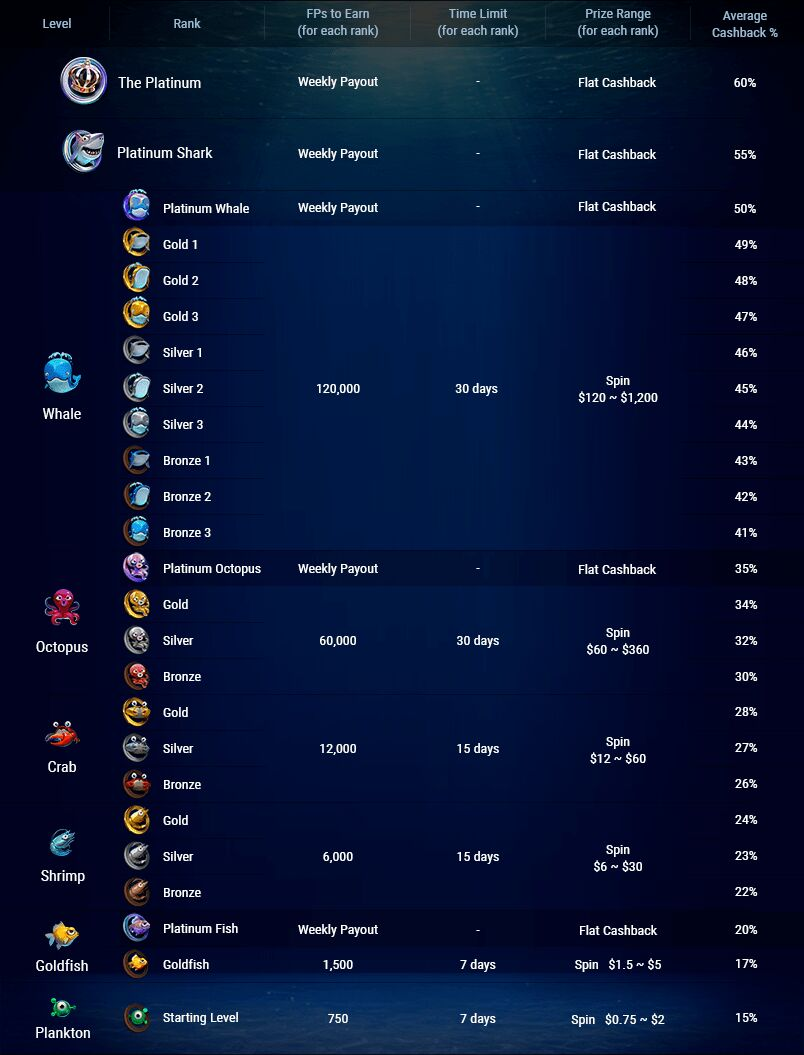 Level
Rank
FPs to Earn
(for each rank)
Time Limit
(for each rank)
Prize Range
(for each rank)
Average
Cashback %
The Platinum
Weekly Payout
-
Flat Cashback
60%
Platinum Shark
Weekly Payout
-
Flat Cashback
55%
Whale
Platinum Whale
Weekly Payout
-
Flat Cashback
50%
Gold 1
49%
Gold 2
48%
Gold 3
47%
Silver 1
46%
Silver 2
120,000
30 days
Spin
$120 ~ $1,200
45%
Silver 3
44%
Bronze 1
43%
Bronze 2
42%
Bronze 3
41%
Octopus
Platinum Octopus
Weekly Payout
-
Flat Cashback
35%
Gold
34%
Silver
60,000
30 days
Spin
$60 ~ $360
32%
Bronze
30%
Crab
Gold
28%
Silver
12,000
15 days
Spin
$12 ~ $60
27%
Bronze
26%
Shrimp
Gold
24%
Silver
6,000
15 days
Spin
$6 ~ $30
23%
Bronze
22%
Goldfish
Platinum Fish
Weekly Payout
-
Flat Cashback
20%
Goldfish
1,500
7 days
Spin $1.5 ~ $5
17%
Plankton
Starting Level
750
7 days
Spin $0.75 ~ $2
15%